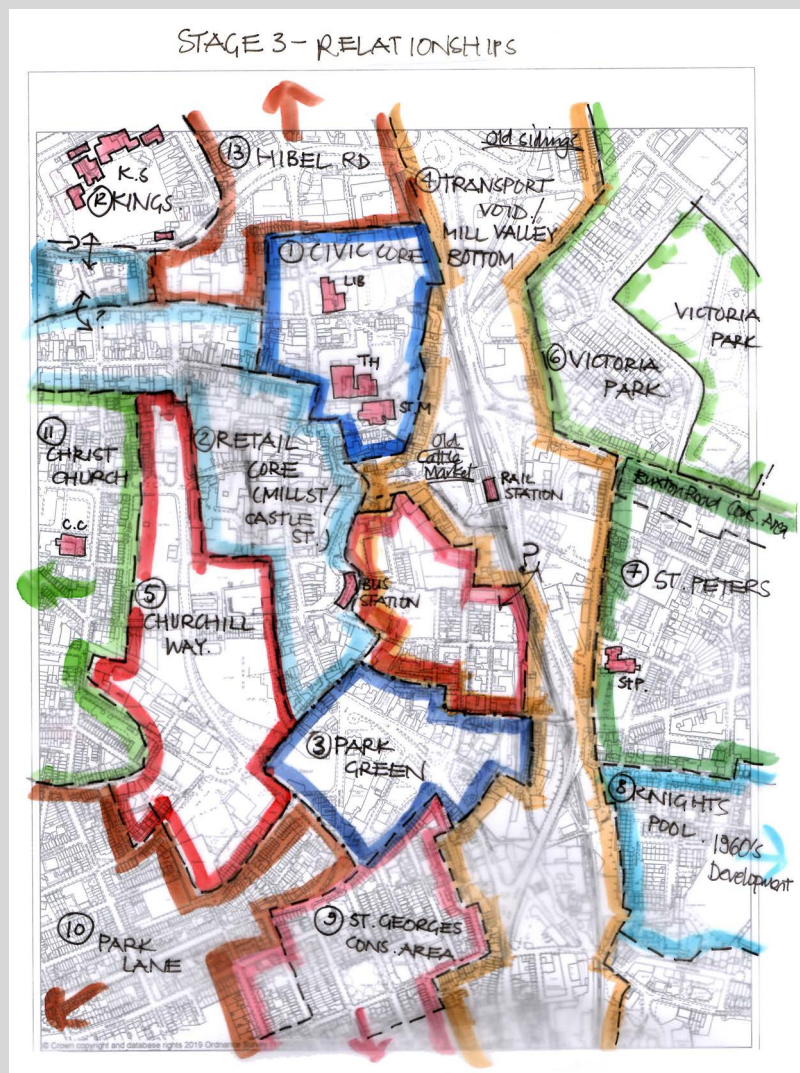 STAGE 3 - RELATIONSHIPS
Old sidings
13 HIBEL RD
K.S
12 KINGS
4 TRANSPORT
VOID /
MILL VALLEY
BOTTOM
1 CIVIC CORE
LIB
TH
ST.M
?
?
VICTORIA
PARK
6 VICTORIA
PARK
11
CHRIST
CHURCH
C.C
2 RETAIL
CORE
(MILL ST/
CASTLE
ST.)
Old
Cattle
Market
RAIL
STATION
!
Buxton Road Cons. Area
?
BUS
STATION
7 ST. PETERS
St P.
5
CHURCHILL
WAY.
3 PARK
GREEN
8 KNIGHTS
POOL.
1960's
Development
9 ST. GEORGES
CONS. AREA
10 PARK
LANE
© Crown copyright and database rights 2019 Ordnance